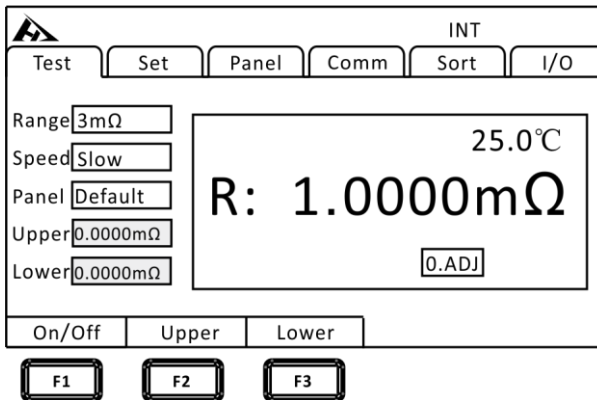 INT
Test Set Panel Comm Sort I/O
Range 3mΩ
Speed Slow
Panel Default
Upper 0.0000mΩ
Lower 0.0000mΩ
25.0℃
R: 1.0000mΩ
0.ADJ
On/Off Upper Lower
F1 F2 F3